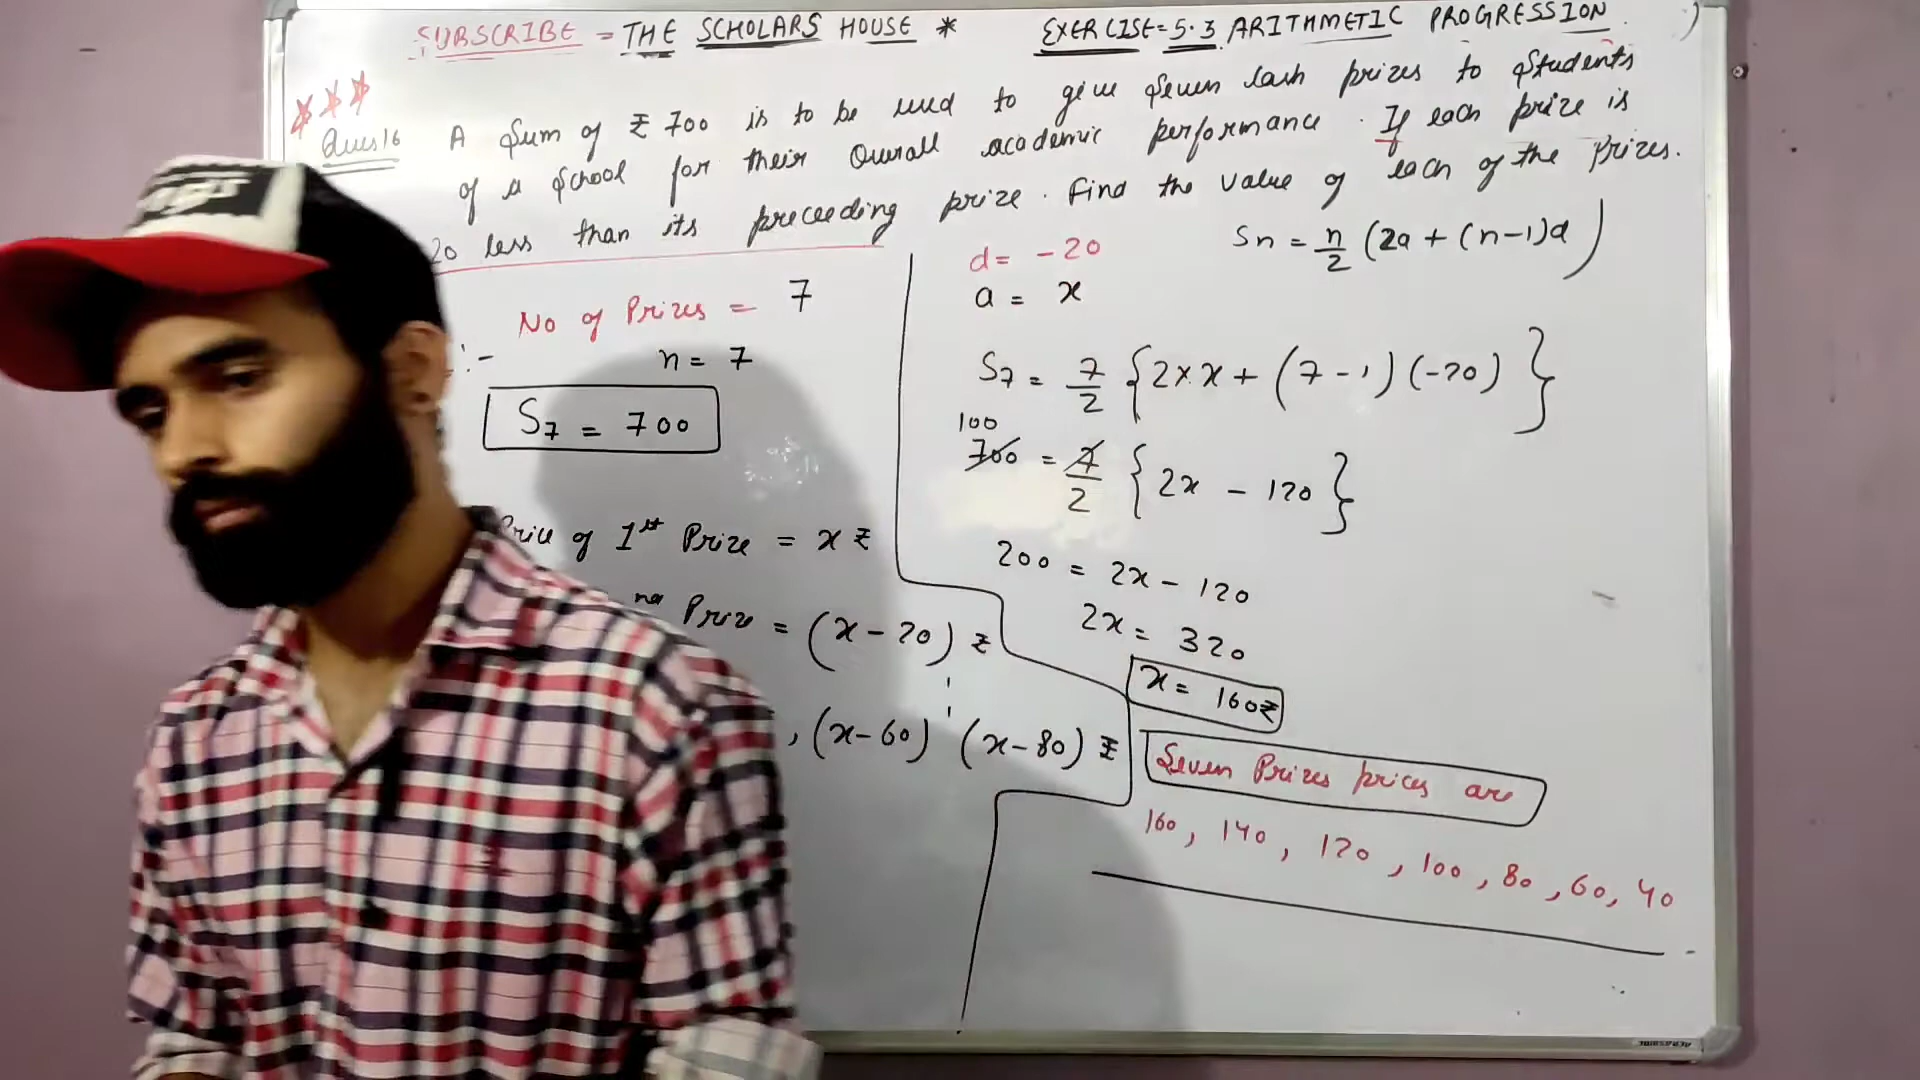 SUBSCRIBE = THE SCHOLARS HOUSE * EXERCISE = 5.3 ARITHMETIC PROGRESSION
Ques16 A Sum of ₹ 700 is to be used to give seven cash prizes to Students
of a School for their Overall academic performance. If each prize is
20 less than its preceeding prize. Find the value of each of the prizes.
No of Prizes = 7
n = 7
S7 = 700
Price of 1st Prize = x ₹
nd Prize = (x - 20) ₹
, (x-60) (x-80) ₹
d = -20
a = x
Sn = n/2 (2a + (n-1)d)
S7 = 7/2 {2 × x + (7-1)(-20)}
100
700 = 7/2 {2x - 120}
200 = 2x - 120
2x = 320
x = 160₹
Seven Prizes prices are
160, 140, 120, 100, 80, 60, 40